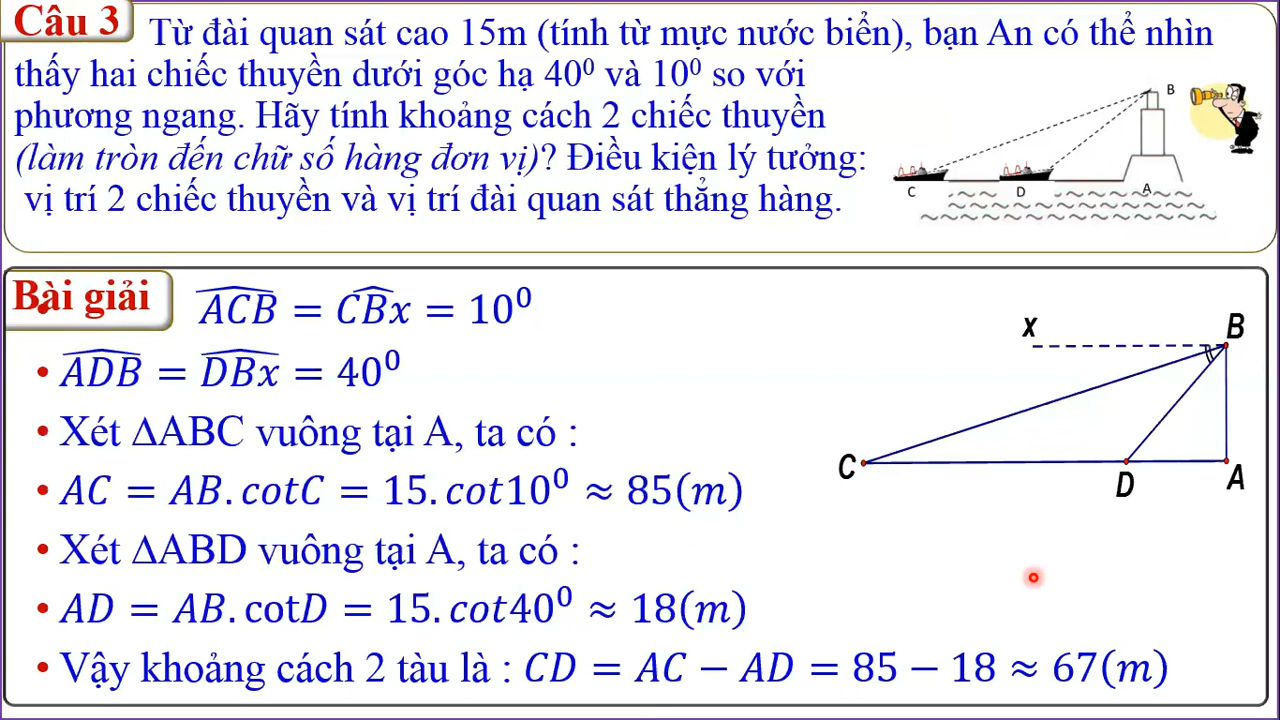 Câu 3
Từ đài quan sát cao 15m (tính từ mực nước biển), bạn An có thể nhìn
thấy hai chiếc thuyền dưới góc hạ 40⁰ và 10⁰ so với
phương ngang. Hãy tính khoảng cách 2 chiếc thuyền
(làm tròn đến chữ số hàng đơn vị)? Điều kiện lý tưởng:
vị trí 2 chiếc thuyền và vị trí đài quan sát thẳng hàng.
B
C
D
A
Bài giải
• \widehat{ACB} = \widehat{CBx} = 10⁰
• \widehat{ADB} = \widehat{DBx} = 40⁰
• Xét ΔABC vuông tại A, ta có :
• AC = AB.cotC = 15.cot10⁰ ≈ 85(m)
• Xét ΔABD vuông tại A, ta có :
• AD = AB.cotD = 15.cot40⁰ ≈ 18(m)
• Vậy khoảng cách 2 tàu là : CD = AC − AD = 85 − 18 ≈ 67(m)
x
B
C
D
A